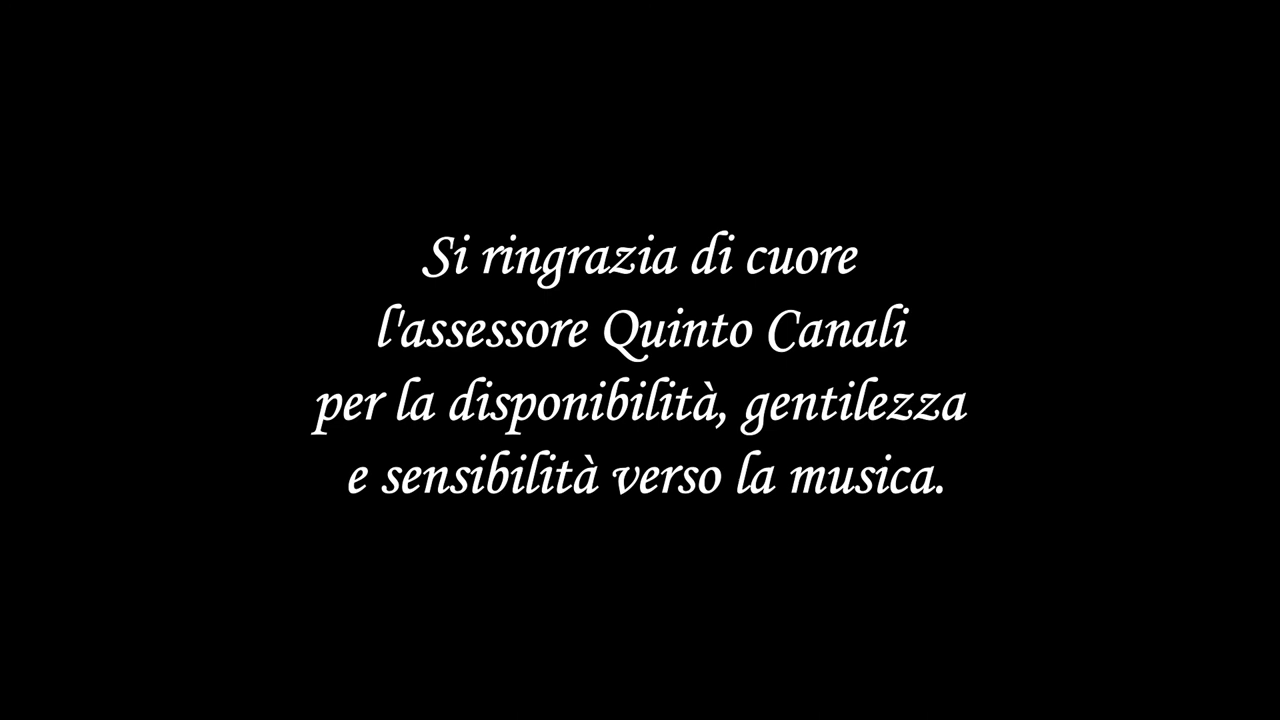 Si ringrazia di cuore
l'assessore Quinto Canali
per la disponibilità, gentilezza
e sensibilità verso la musica.